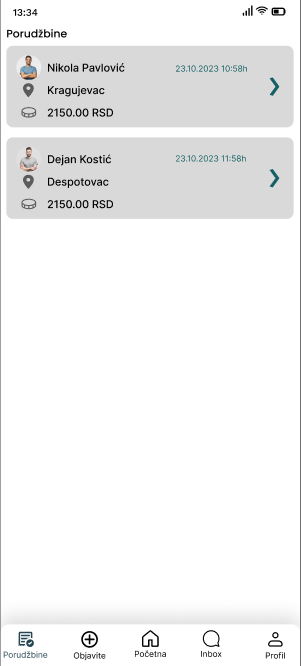 13:34
Porudžbine
Nikola Pavlović
23.10.2023 10:58h
Kragujevac
2150.00 RSD
Dejan Kostić
23.10.2023 11:58h
Despotovac
2150.00 RSD
Porudžbine
Objavite
Početna
Inbox
Profil